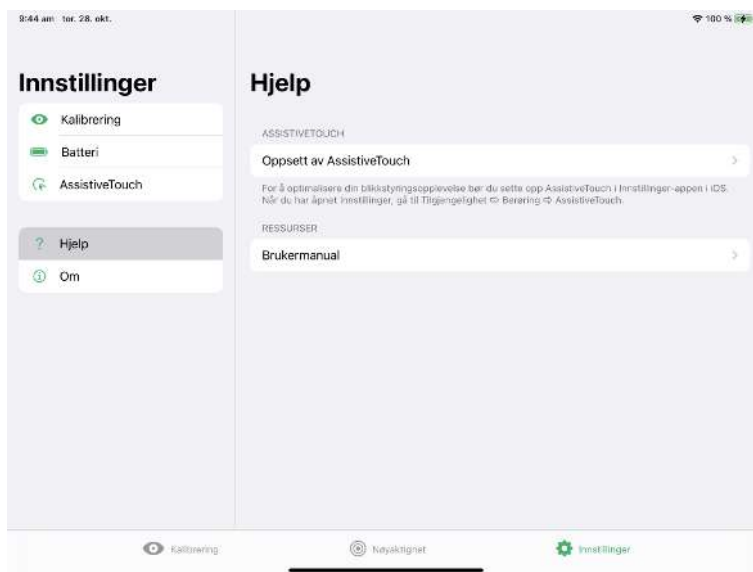 9:44 am tor. 28. okt.
100 %
Innstillinger
Kalibrering
Batteri
AssistiveTouch
Hjelp
Om
Hjelp
ASSISTIVETOUCH
Oppsett av AssistiveTouch
For å optimalisere din blikkstyringsopplevelse bør du sette opp AssistiveTouch i Innstillinger-appen i iOS.
Når du har åpnet Innstillinger, gå til Tilgjengelighet ⇨ Berøring ⇨ AssistiveTouch.
RESSURSER
Brukermanual
Kalibrering
Nøyaktighet
Innstillinger